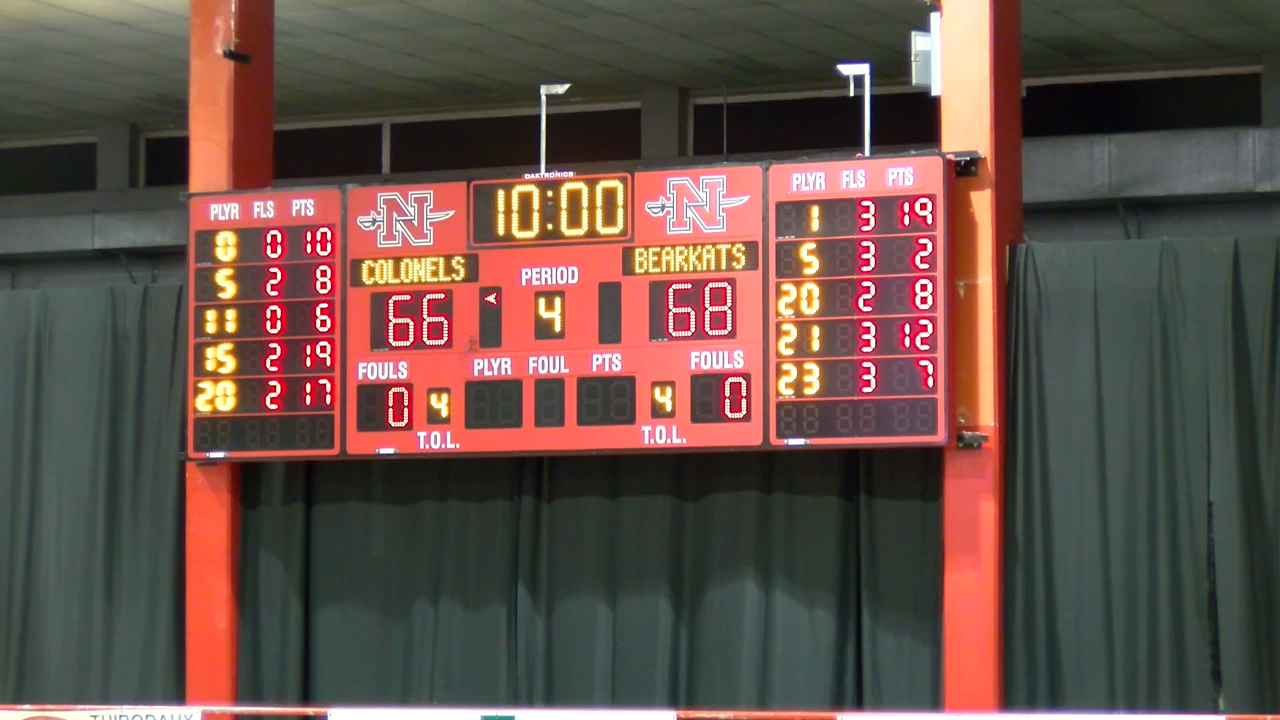 DAKTRONICS
10:00
PLYR FLS PTS
0 0 10
5 2 8
11 0 6
15 2 19
20 2 17
N
COLONELS
66
PERIOD
4
N
BEARKATS
68
FOULS
0
4
T.O.L.
PLYR FOUL PTS
FOULS
4
0
T.O.L.
PLYR FLS PTS
1 3 19
5 3 2
20 2 8
21 3 12
23 3 7
THIBODAUX